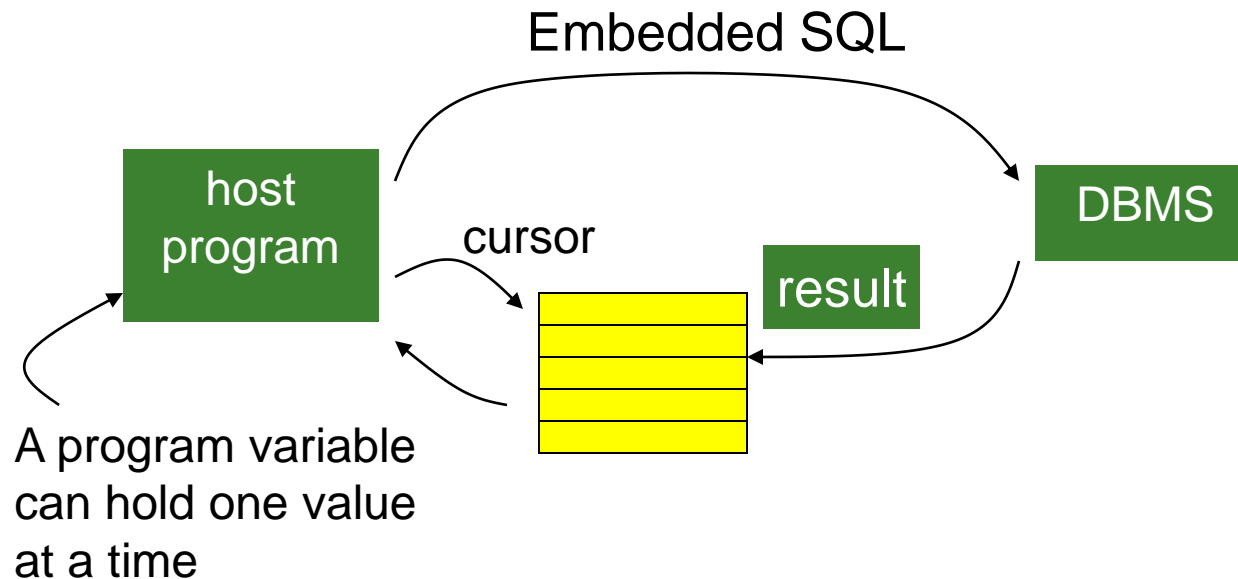 Embedded SQL
host
program
DBMS
cursor
result
A program variable
can hold one value
at a time